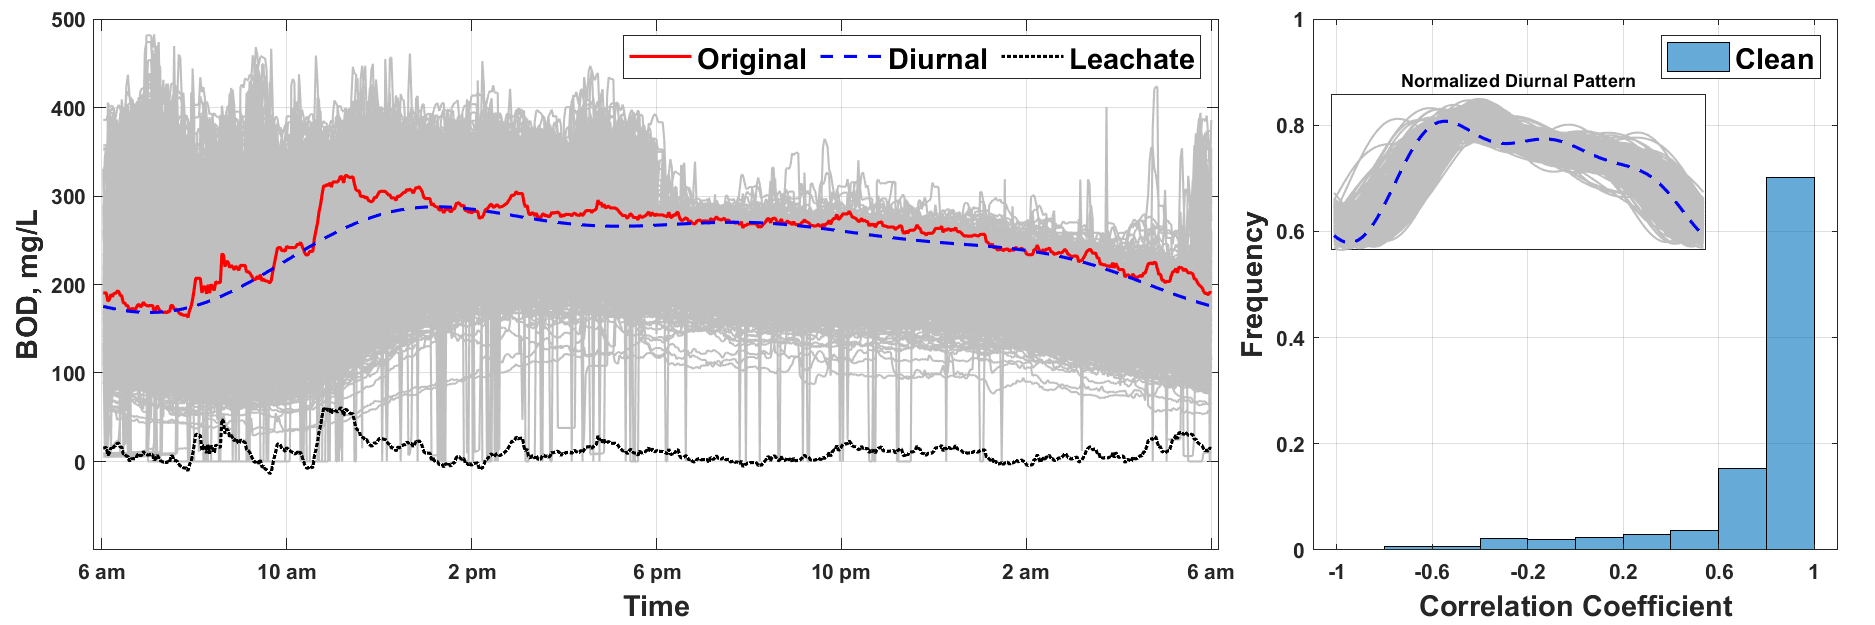 500
400
300
200
100
0
BOD, mg/L
Original Diurnal Leachate
6 am 10 am 2 pm 6 pm 10 pm 2 am 6 am
Time
1
0.8
0.6
0.4
0.2
0
Frequency
Clean
Normalized Diurnal Pattern
-1 -0.6 -0.2 0.2 0.6 1
Correlation Coefficient